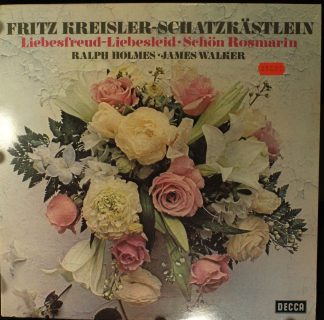 FRITZ KREISLER-SCHATZKÄSTLEIN
Liebesfreud-Liebesleid·Schön Rosmarin
RALPH HOLMES·JAMES WALKER
DECCA